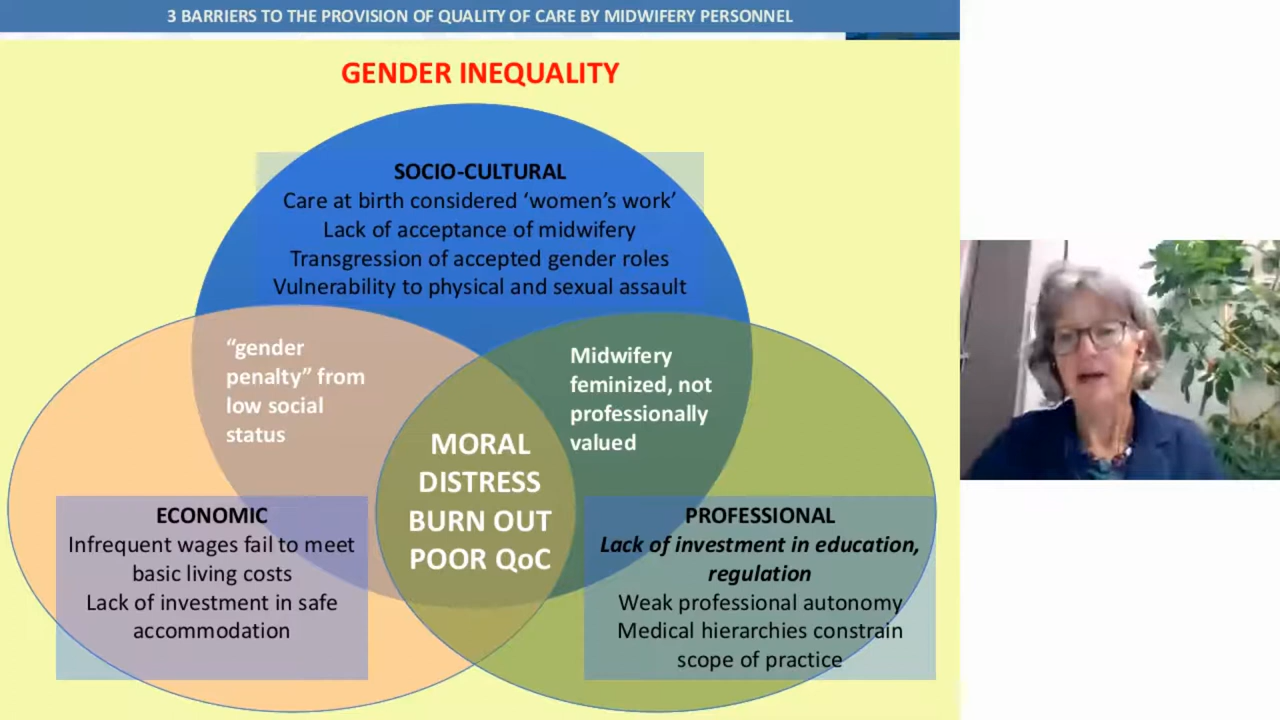 3 BARRIERS TO THE PROVISION OF QUALITY OF CARE BY MIDWIFERY PERSONNEL
GENDER INEQUALITY
SOCIO-CULTURAL
Care at birth considered ‘women’s work’
Lack of acceptance of midwifery
Transgression of accepted gender roles
Vulnerability to physical and sexual assault
“gender
penalty” from
low social
status
Midwifery
feminized, not
professionally
valued
MORAL
DISTRESS
BURN OUT
POOR QoC
ECONOMIC
Infrequent wages fail to meet
basic living costs
Lack of investment in safe
accommodation
PROFESSIONAL
Lack of investment in education,
regulation
Weak professional autonomy
Medical hierarchies constrain
scope of practice